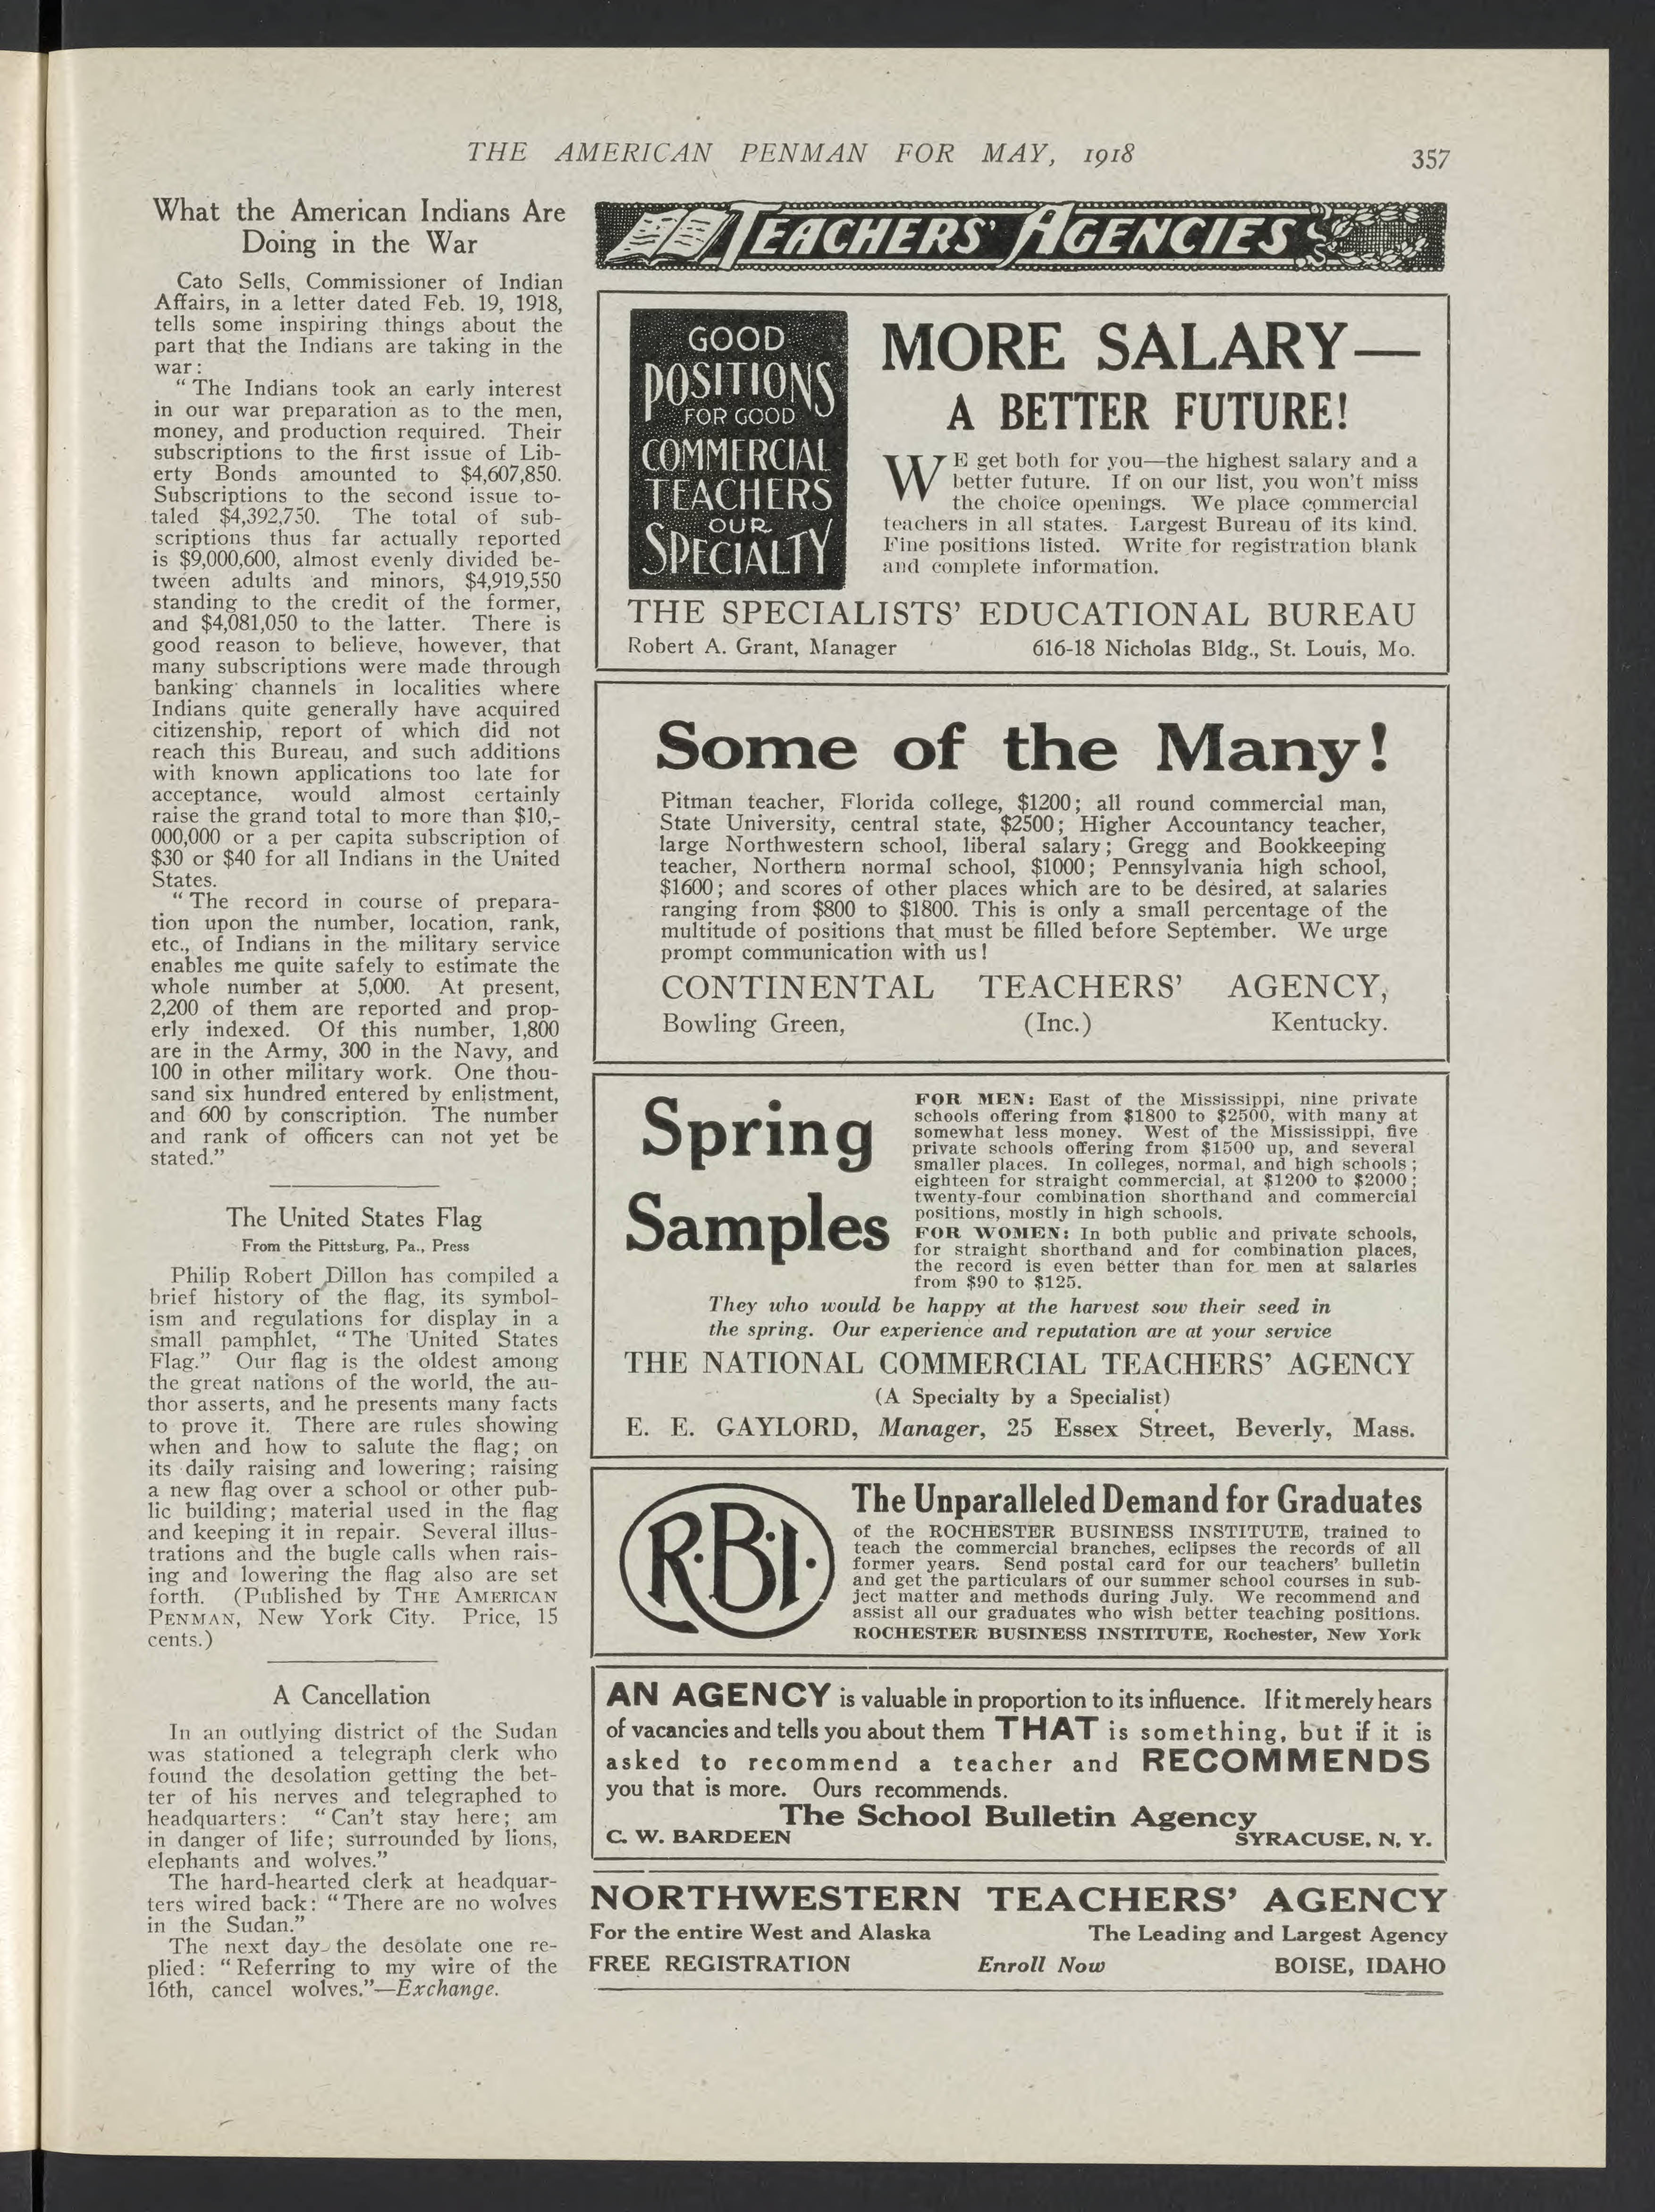 THE AMERICAN PENMAN FOR MAY, 1918
357
What the American Indians Are
Doing in the War
Cato Sells, Commissioner of Indian
Affairs, in a letter dated Feb. 19, 1918,
tells some inspiring things about the
part that the Indians are taking in the
war:
“The Indians took an early interest
in our war preparation as to the men,
money, and production required. Their
subscriptions to the first issue of Lib-
erty Bonds amounted to $4,607,850.
Subscriptions to the second issue to-
taled $4,392,750. The total of sub-
scriptions thus far actually reported
is $9,000,600, almost evenly divided be-
tween adults and minors, $4,919,550
standing to the credit of the former,
and $4,081,050 to the latter. There is
good reason to believe, however, that
many subscriptions were made through
banking channels in localities where
Indians quite generally have acquired
citizenship, report of which did not
reach this Bureau, and such additions
with known applications too late for
acceptance, would almost certainly
raise the grand total to more than $10,-
000,000 or a per capita subscription of
$30 or $40 for all Indians in the United
States.
“The record in course of prepara-
tion upon the number, location, rank,
etc., of Indians in the military service
enables me quite safely to estimate the
whole number at 5,000. At present,
2,200 of them are reported and prop-
erly indexed. Of this number, 1,800
are in the Army, 300 in the Navy, and
100 in other military work. One thou-
sand six hundred entered by enlistment,
and 600 by conscription. The number
and rank of officers can not yet be
stated.”
The United States Flag
From the Pittsburg, Pa., Press
Philip Robert Dillon has compiled a
brief history of the flag, its symbol-
ism and regulations for display in a
small pamphlet, “The United States
Flag.” Our flag is the oldest among
the great nations of the world, the au-
thor asserts, and he presents many facts
to prove it. There are rules showing
when and how to salute the flag; on
its daily raising and lowering; raising
a new flag over a school or other pub-
lic building; material used in the flag
and keeping it in repair. Several illus-
trations and the bugle calls when rais-
ing and lowering the flag also are set
forth. (Published by THE AMERICAN
PENMAN, New York City. Price, 15
cents.)
A Cancellation
In an outlying district of the Sudan
was stationed a telegraph clerk who
found the desolation getting the bet-
ter of his nerves and telegraphed to
headquarters: “Can’t stay here; am
in danger of life; surrounded by lions,
elephants and wolves.”
The hard-hearted clerk at headquar-
ters wired back: “There are no wolves
in the Sudan.”
The next day the desolate one re-
plied: “Referring to my wire of the
16th, cancel wolves.”—Exchange.
TEACHERS’ AGENCIES
GOOD
POSITIONS
FOR GOOD
COMMERCIAL
TEACHERS
OUR
SPECIALTY
MORE SALARY—
A BETTER FUTURE!
WE get both for you—the highest salary and a
better future. If on our list, you won’t miss
the choice openings. We place commercial
teachers in all states. Largest Bureau of its kind.
Fine positions listed. Write for registration blank
and complete information.
THE SPECIALISTS’ EDUCATIONAL BUREAU
Robert A. Grant, Manager 616-18 Nicholas Bldg., St. Louis, Mo.
Some of the Many!
Pitman teacher, Florida college, $1200; all round commercial man,
State University, central state, $2500; Higher Accountancy teacher,
large Northwestern school, liberal salary; Gregg and Bookkeeping
teacher, Northern normal school, $1000; Pennsylvania high school,
$1600; and scores of other places which are to be desired, at salaries
ranging from $800 to $1800. This is only a small percentage of the
multitude of positions that must be filled before September. We urge
prompt communication with us!
CONTINENTAL TEACHERS’ AGENCY,
Bowling Green, (Inc.) Kentucky.
Spring
Samples
FOR MEN: East of the Mississippi, nine private
schools offering from $1800 to $2500, with many at
somewhat less money. West of the Mississippi, five
private schools offering from $1500 up, and several
smaller places. In colleges, normal, and high schools;
eighteen for straight commercial, at $1200 to $2000;
twenty-four combination shorthand and commercial
positions, mostly in high schools.
FOR WOMEN: In both public and private schools,
for straight shorthand and for combination places,
the record is even better than for men at salaries
from $90 to $125.
They who would be happy at the harvest sow their seed in
the spring. Our experience and reputation are at your service
THE NATIONAL COMMERCIAL TEACHERS’ AGENCY
(A Specialty by a Specialist)
E. E. GAYLORD, Manager, 25 Essex Street, Beverly, Mass.
R.B.I.
The Unparalleled Demand for Graduates
of the ROCHESTER BUSINESS INSTITUTE, trained to
teach the commercial branches, eclipses the records of all
former years. Send postal card for our teachers’ bulletin
and get the particulars of our summer school courses in sub-
ject matter and methods during July. We recommend and
assist all our graduates who wish better teaching positions.
ROCHESTER BUSINESS INSTITUTE, Rochester, New York
AN AGENCY is valuable in proportion to its influence. If it merely hears
of vacancies and tells you about them THAT is something, but if it is
asked to recommend a teacher and RECOMMENDS
you that is more. Ours recommends.
The School Bulletin Agency
C. W. BARDEEN SYRACUSE, N. Y.
NORTHWESTERN TEACHERS’ AGENCY
For the entire West and Alaska The Leading and Largest Agency
FREE REGISTRATION Enroll Now BOISE, IDAHO